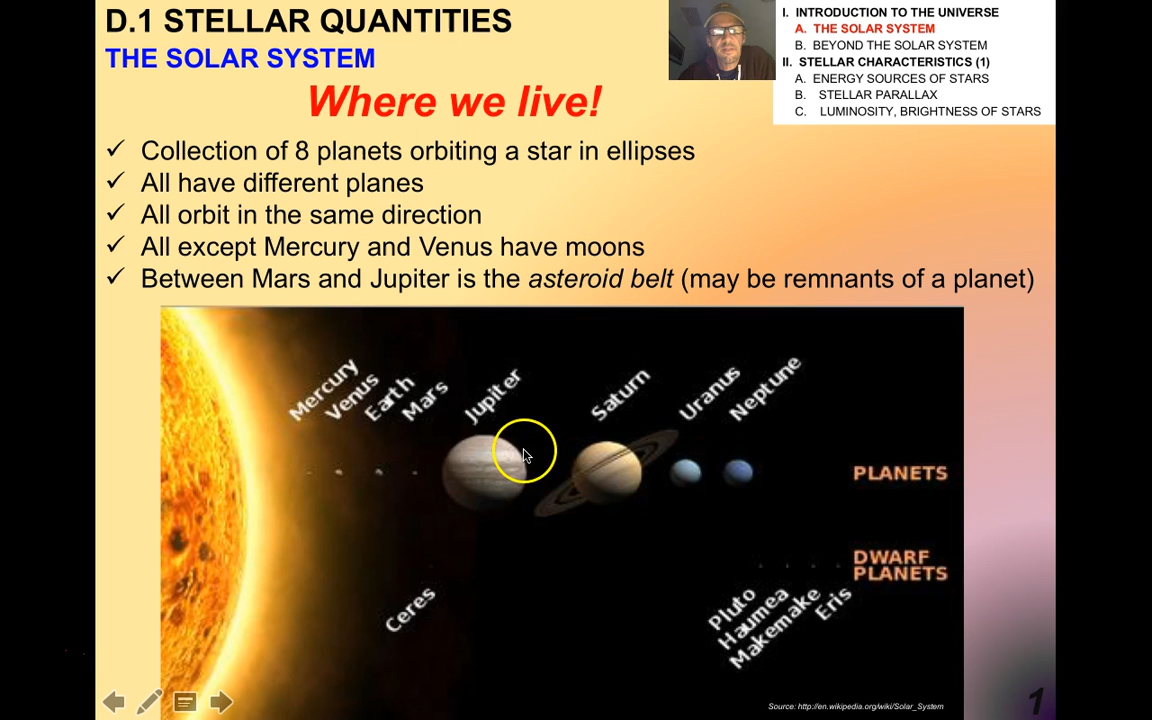 D.1 STELLAR QUANTITIES
THE SOLAR SYSTEM
I. INTRODUCTION TO THE UNIVERSE
A. THE SOLAR SYSTEM
B. BEYOND THE SOLAR SYSTEM
II. STELLAR CHARACTERISTICS (1)
A. ENERGY SOURCES OF STARS
B. STELLAR PARALLAX
C. LUMINOSITY, BRIGHTNESS OF STARS
Where we live!
✓ Collection of 8 planets orbiting a star in ellipses
✓ All have different planes
✓ All orbit in the same direction
✓ All except Mercury and Venus have moons
✓ Between Mars and Jupiter is the asteroid belt (may be remnants of a planet)
Mercury
Venus
Earth
Mars
Jupiter
Saturn
Uranus
Neptune
PLANETS
DWARF
PLANETS
Ceres
Pluto
Haumea
Makemake
Eris
Source: http://en.wikipedia.org/wiki/Solar_System
1